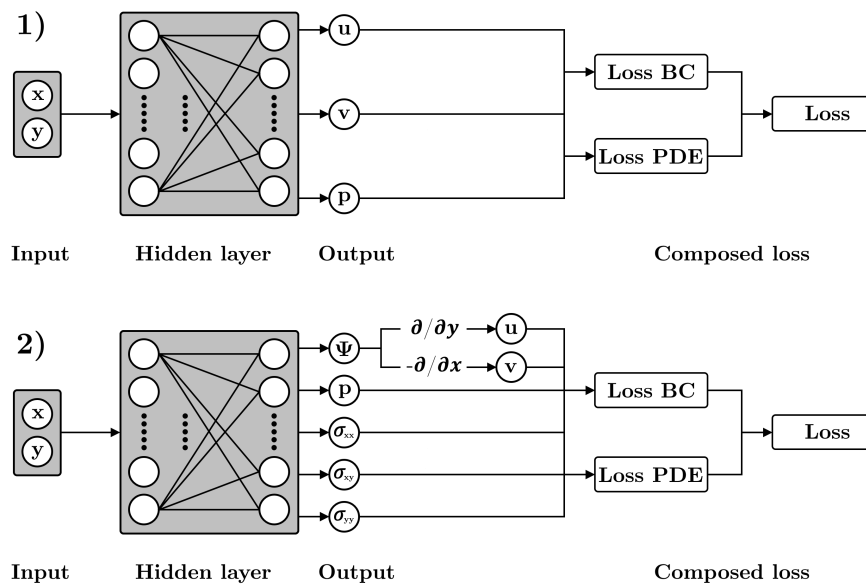 1)
x
y
u
v
p
Loss BC
Loss PDE
Loss
Input
Hidden layer
Output
Composed loss
2)
x
y
Ψ
∂/∂y
u
-∂/∂x
v
p
σxx
σxy
σyy
Loss BC
Loss PDE
Loss
Input
Hidden layer
Output
Composed loss